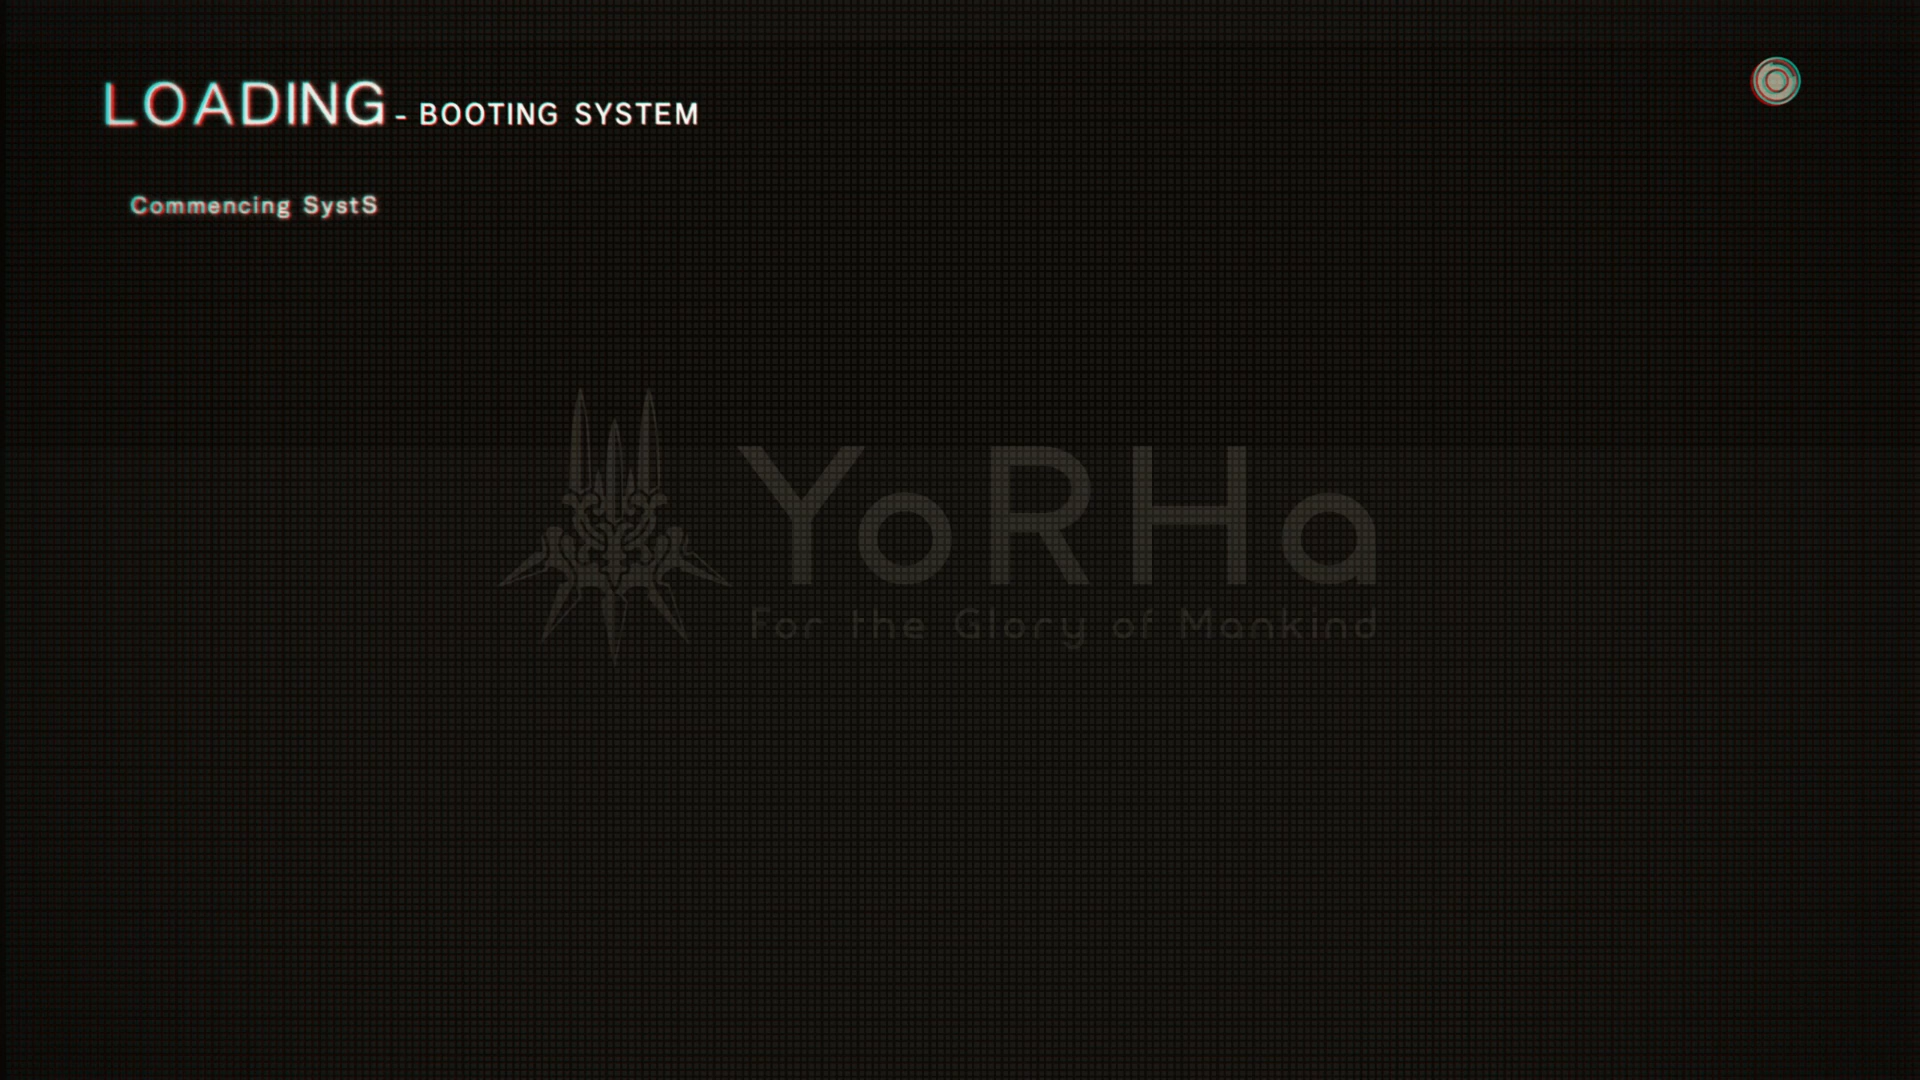 LOADING - BOOTING SYSTEM
Commencing SystS
YoRHa
For the Glory of Mankind